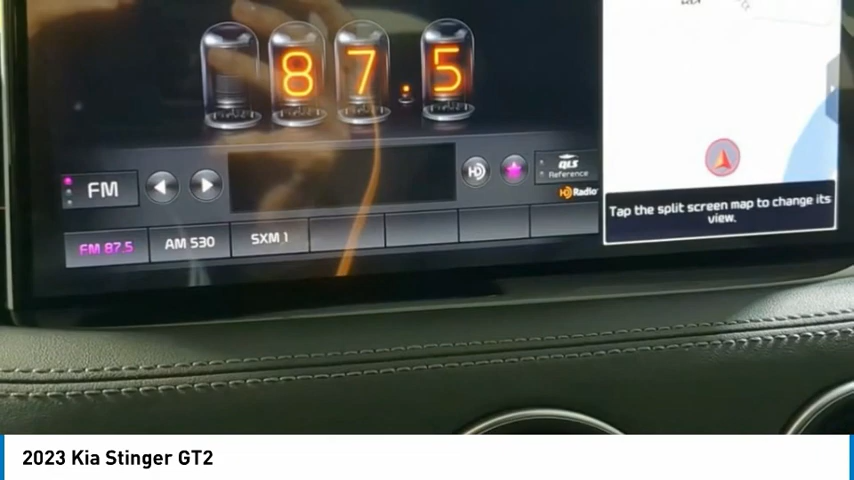 87.5
FM
HD
QLS
Reference
HD Radio
FM 87.5
AM 530
SXM 1
Tap the split screen map to change its
view.
2023 Kia Stinger GT2